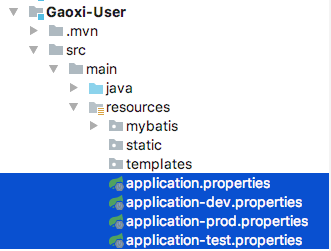 Gaoxi-User
.mvn
src
main
java
resources
mybatis
static
templates
application.properties
application-dev.properties
application-prod.properties
application-test.properties